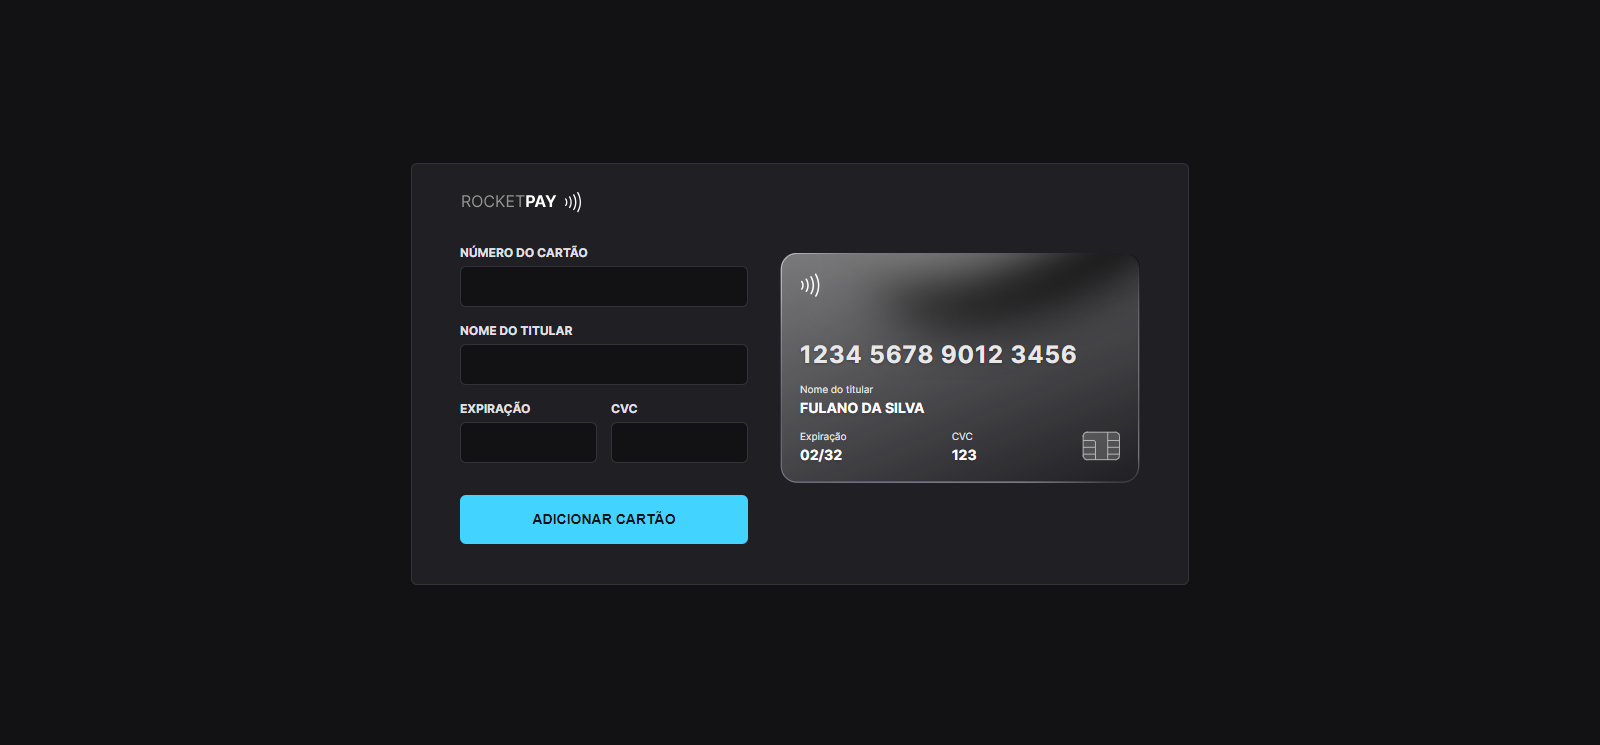 ROCKETPAY
NÚMERO DO CARTÃO
NOME DO TITULAR
EXPIRAÇÃO
CVC
ADICIONAR CARTÃO
1234 5678 9012 3456
Nome do titular
FULANO DA SILVA
Expiração
CVC
02/32
123